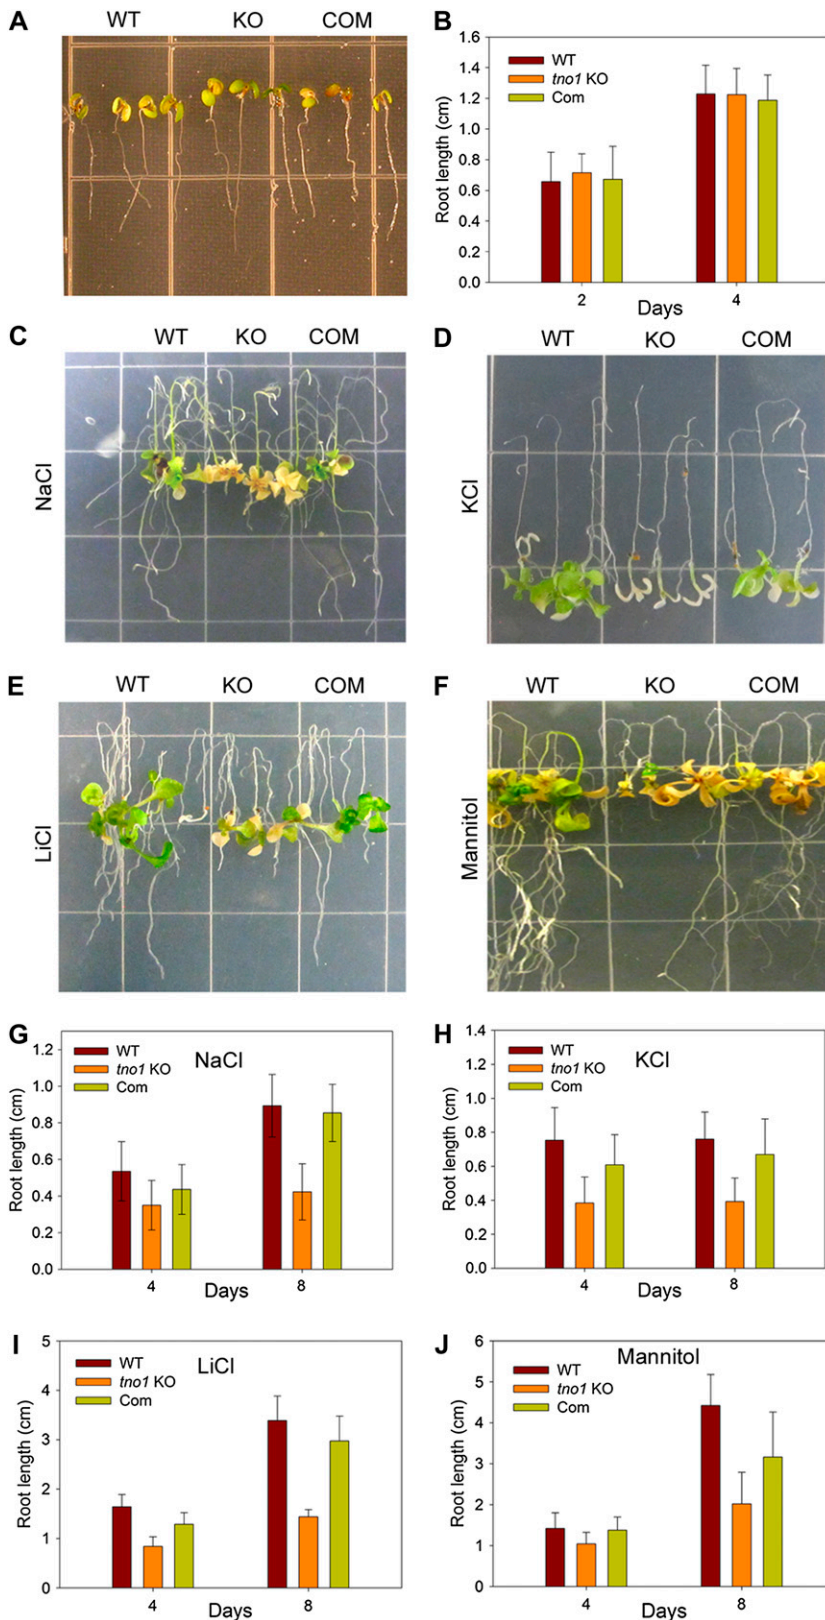 A WT KO COM
B
WT
tno1 KO
Com
Root length (cm)
1.6
1.4
1.2
1.0
0.8
0.6
0.4
0.2
0.0
2 4
Days
C WT KO COM
NaCl
D WT KO COM
KCl
E WT KO COM
LiCl
F WT KO COM
Mannitol
G NaCl
WT
tno1 KO
Com
Root length (cm)
1.2
1.0
0.8
0.6
0.4
0.2
0.0
4 8
Days
H KCl
WT
tno1 KO
Com
Root length (cm)
1.4
1.2
1.0
0.8
0.6
0.4
0.2
0.0
4 8
Days
I LiCl
WT
tno1 KO
Com
Root length (cm)
5
4
3
2
1
0
4 8
Days
J Mannitol
WT
tno1 KO
Com
Root length (cm)
6
5
4
3
2
1
0
4 8
Days